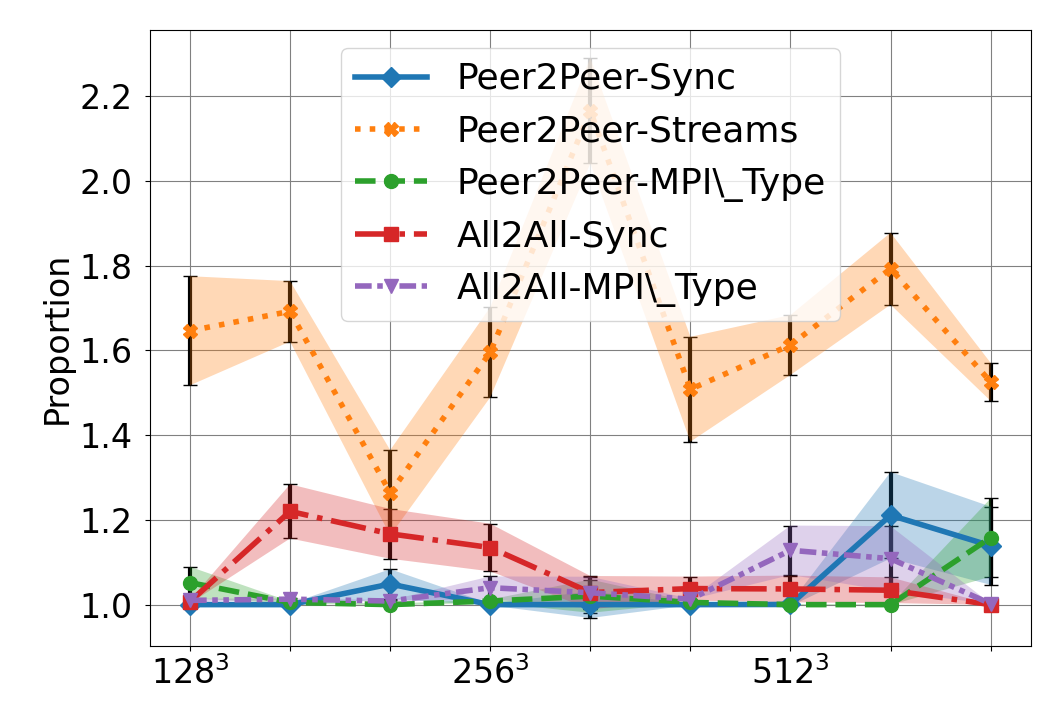 Peer2Peer-Sync
Peer2Peer-Streams
Peer2Peer-MPI\_Type
All2All-Sync
All2All-MPI\_Type
Proportion
2.2
2.0
1.8
1.6
1.4
1.2
1.0
128³
256³
512³